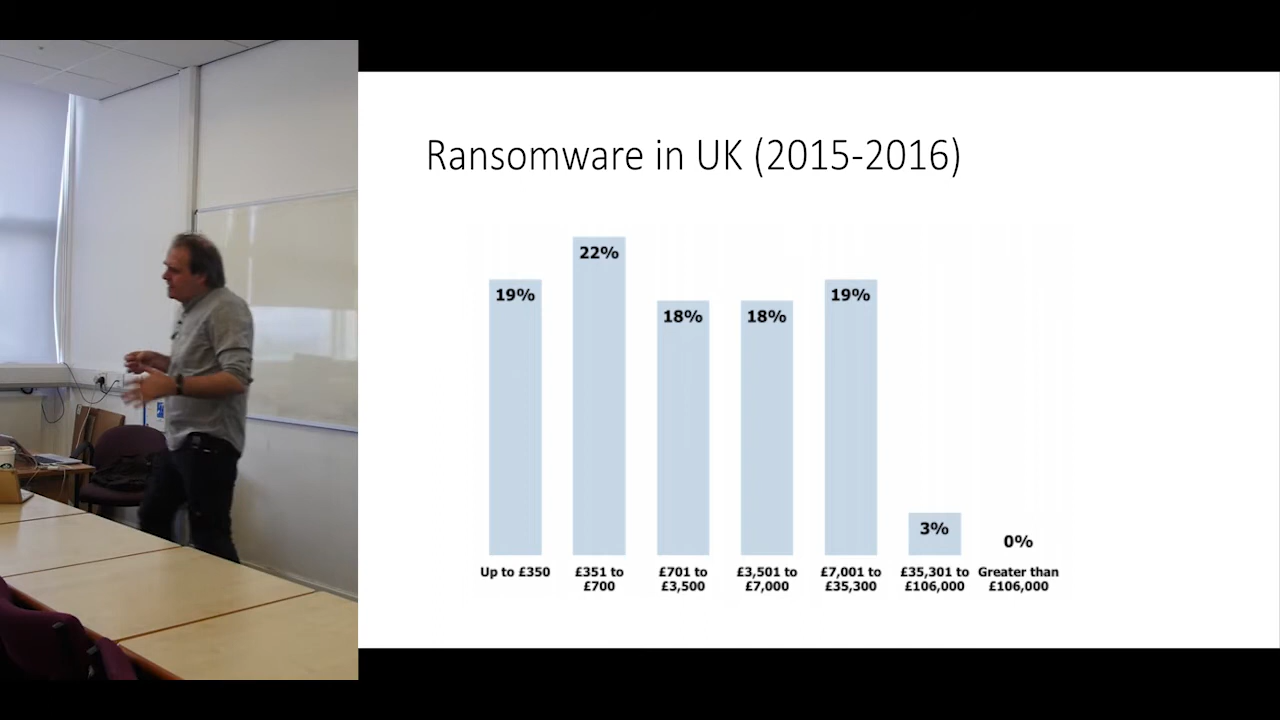 Ransomware in UK (2015-2016)
19%
22%
18%
18%
19%
3%
0%
Up to £350
£351 to
£700
£701 to
£3,500
£3,501 to
£7,000
£7,001 to
£35,300
£35,301 to
£106,000
Greater than
£106,000